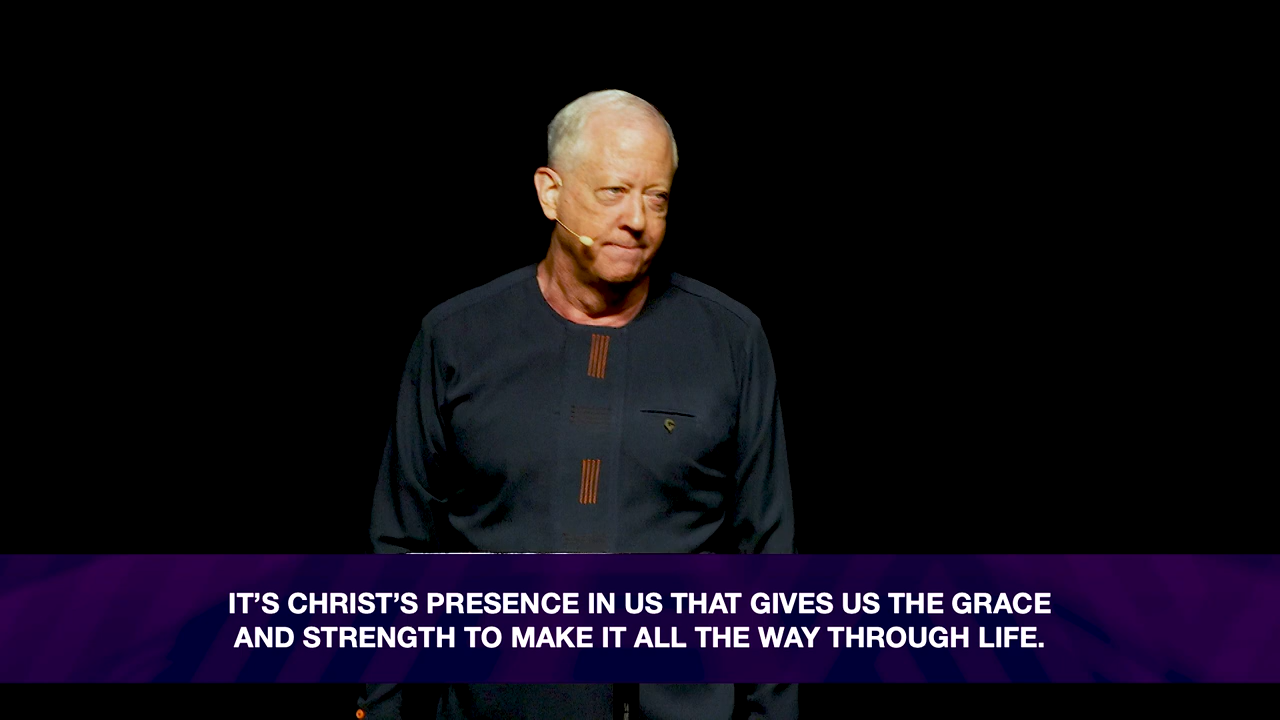 IT’S CHRIST’S PRESENCE IN US THAT GIVES US THE GRACE
AND STRENGTH TO MAKE IT ALL THE WAY THROUGH LIFE.